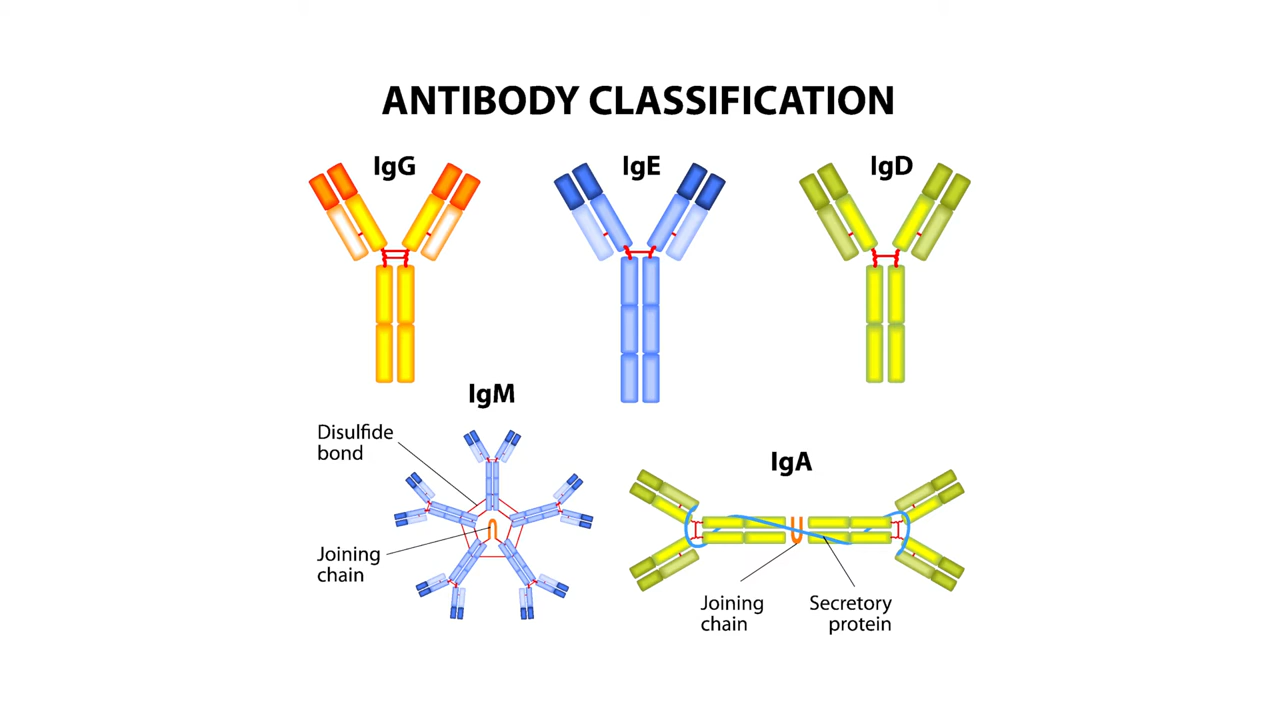 ANTIBODY CLASSIFICATION
IgG
IgE
IgD
IgM
Disulfide
bond
Joining
chain
IgA
Joining
chain
Secretory
protein